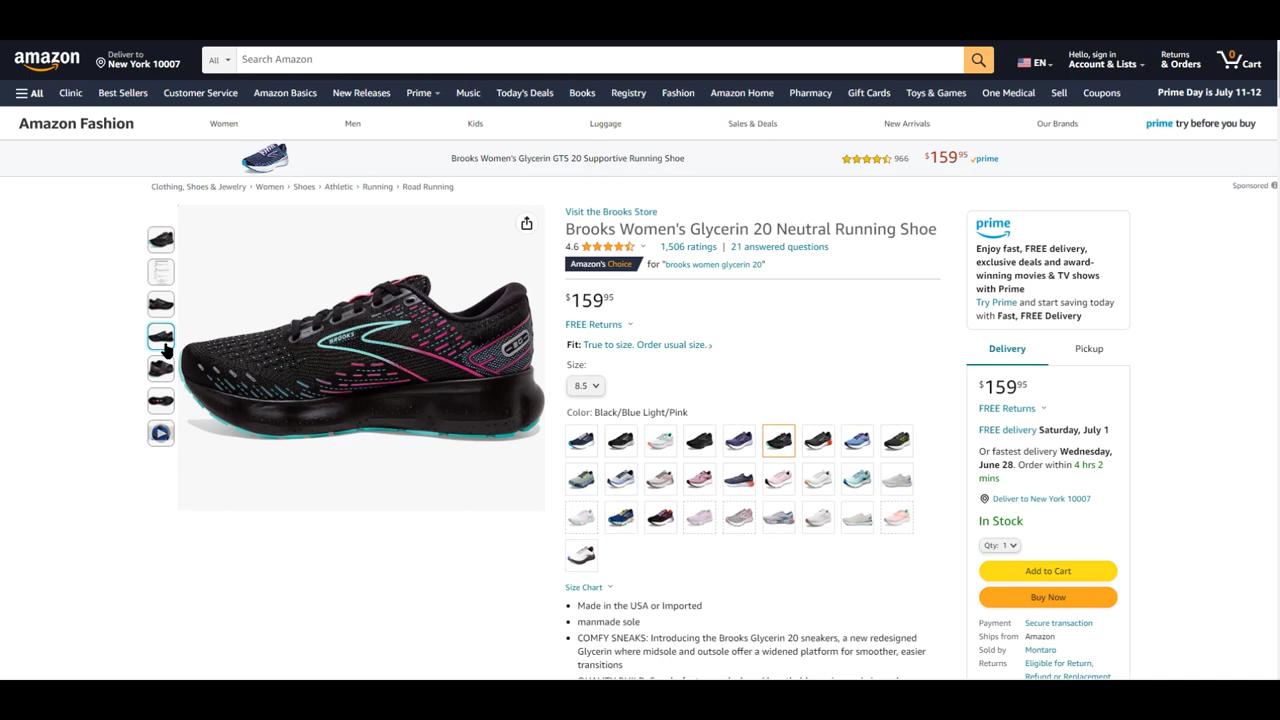 amazon
Deliver to
New York 10007
All
Search Amazon
EN
Hello, sign in
Account & Lists
Returns
& Orders
0
Cart
All
Clinic
Best Sellers
Customer Service
Amazon Basics
New Releases
Prime
Music
Today's Deals
Books
Registry
Fashion
Amazon Home
Pharmacy
Gift Cards
Toys & Games
One Medical
Sell
Coupons
Prime Day is July 11-12
Amazon Fashion
Women
Men
Kids
Luggage
Sales & Deals
New Arrivals
Our Brands
prime try before you buy
Brooks Women's Glycerin GTS 20 Supportive Running Shoe
966
$159.95
prime
Clothing, Shoes & Jewelry › Women › Shoes › Athletic › Running › Road Running
Sponsored
Visit the Brooks Store
Brooks Women's Glycerin 20 Neutral Running Shoe
4.6
1,506 ratings | 21 answered questions
Amazon's Choice for "brooks women glycerin 20"
$159 95
FREE Returns
Fit: True to size. Order usual size. ›
Size:
8.5
Color: Black/Blue Light/Pink
BROOKS
20
Size Chart
• Made in the USA or Imported
• manmade sole
• COMFY SNEAKS: Introducing the Brooks Glycerin 20 sneakers, a new redesigned
Glycerin where midsole and outsole offer a widened platform for smoother, easier
transitions
prime
Enjoy fast, FREE delivery,
exclusive deals and award-
winning movies & TV shows
with Prime
Try Prime and start saving today
with Fast, FREE Delivery
Delivery
Pickup
$159 95
FREE Returns
FREE delivery Saturday, July 1
Or fastest delivery Wednesday,
June 28. Order within 4 hrs 2
mins
Deliver to New York 10007
In Stock
Qty: 1
Add to Cart
Buy Now
Payment Secure transaction
Ships from Amazon
Sold by Montaro
Returns Eligible for Return,
Refund or Replacement